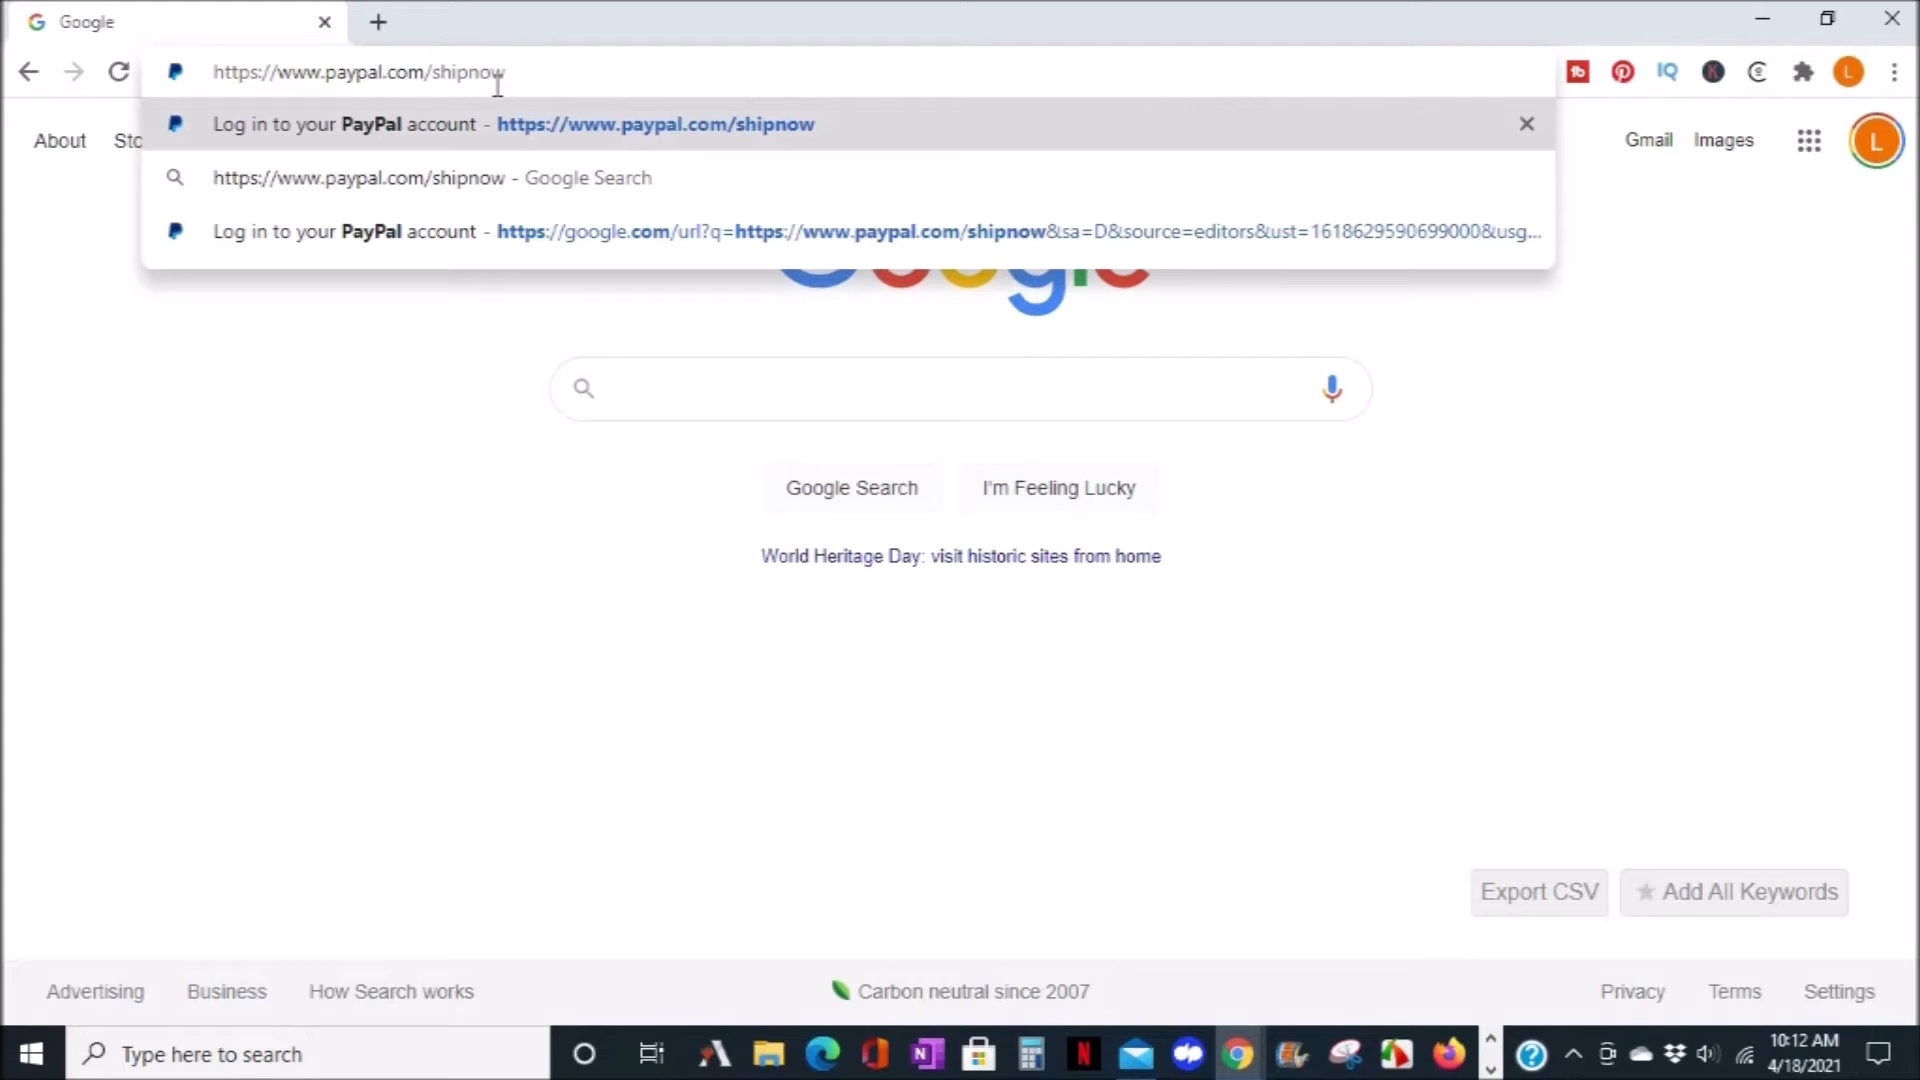 Google
https://www.paypal.com/shipnow
Log in to your PayPal account - https://www.paypal.com/shipnow
https://www.paypal.com/shipnow - Google Search
Log in to your PayPal account - https://google.com/url?q=https://www.paypal.com/shipnow&sa=D&source=editors&ust=1618629590699000&usg...
About
Sto
Gmail
Images
L
L
Google
Google Search
I'm Feeling Lucky
World Heritage Day: visit historic sites from home
Export CSV
Add All Keywords
Advertising
Business
How Search works
Carbon neutral since 2007
Privacy
Terms
Settings
Type here to search
10:12 AM
4/18/2021